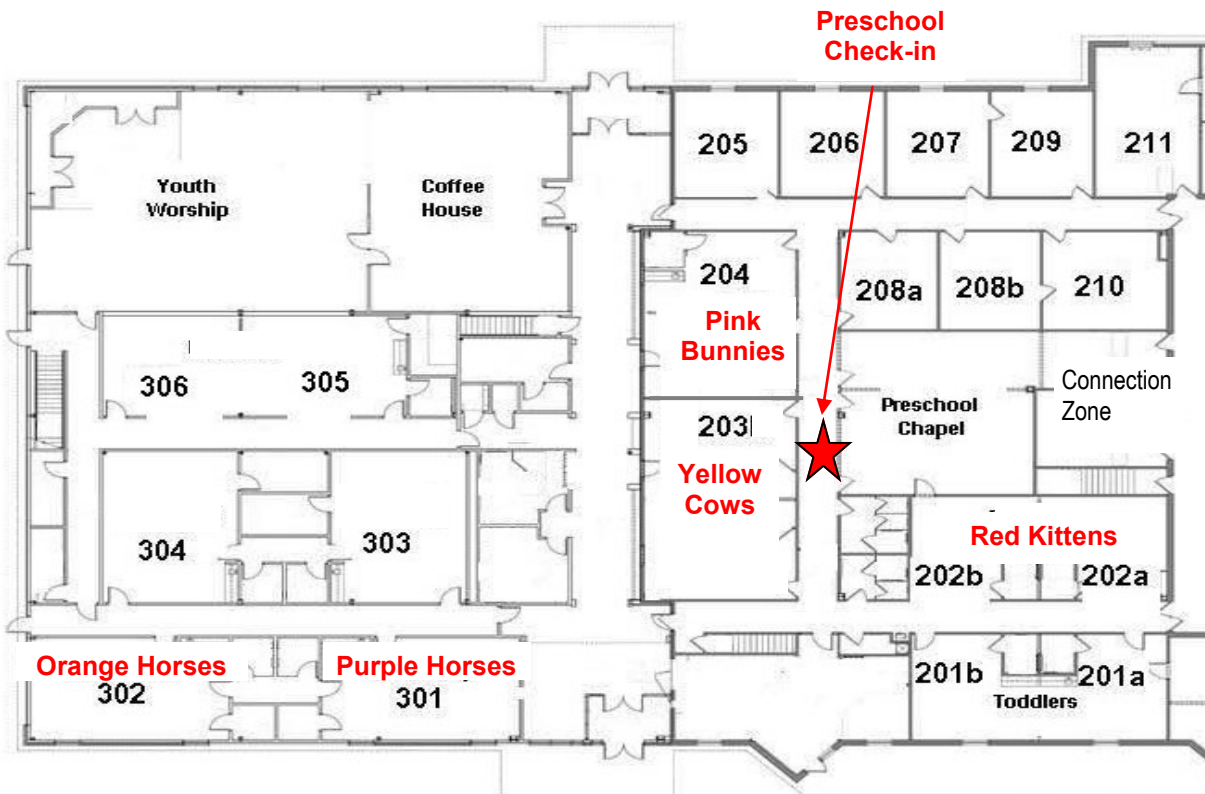 Preschool
Check-in
205
206
207
209
211
Youth
Worship
Coffee
House
204
Pink
Bunnies
208a
208b
210
306
305
203
Yellow
Cows
Preschool
Chapel
Connection
Zone
304
303
Red Kittens
202b
202a
Orange Horses
302
Purple Horses
301
201b
201a
Toddlers